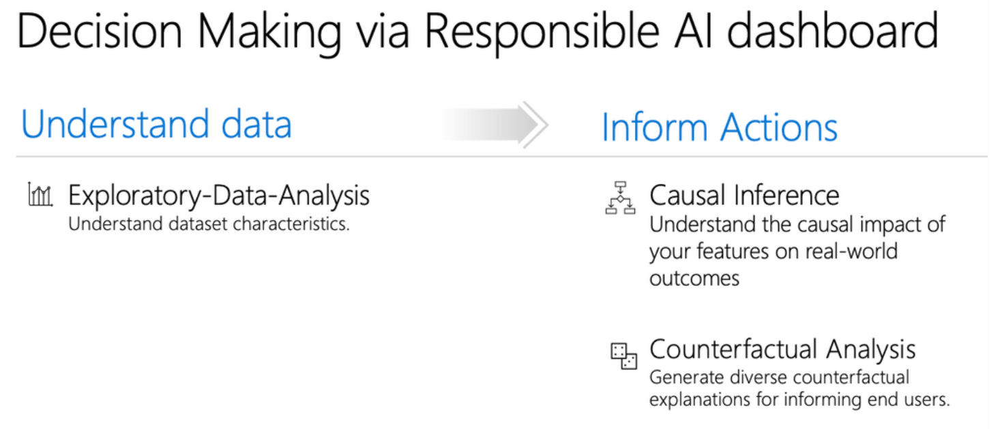 Decision Making via Responsible AI dashboard
Understand data
Inform Actions
Exploratory-Data-Analysis
Understand dataset characteristics.
Causal Inference
Understand the causal impact of
your features on real-world
outcomes
Counterfactual Analysis
Generate diverse counterfactual
explanations for informing end users.